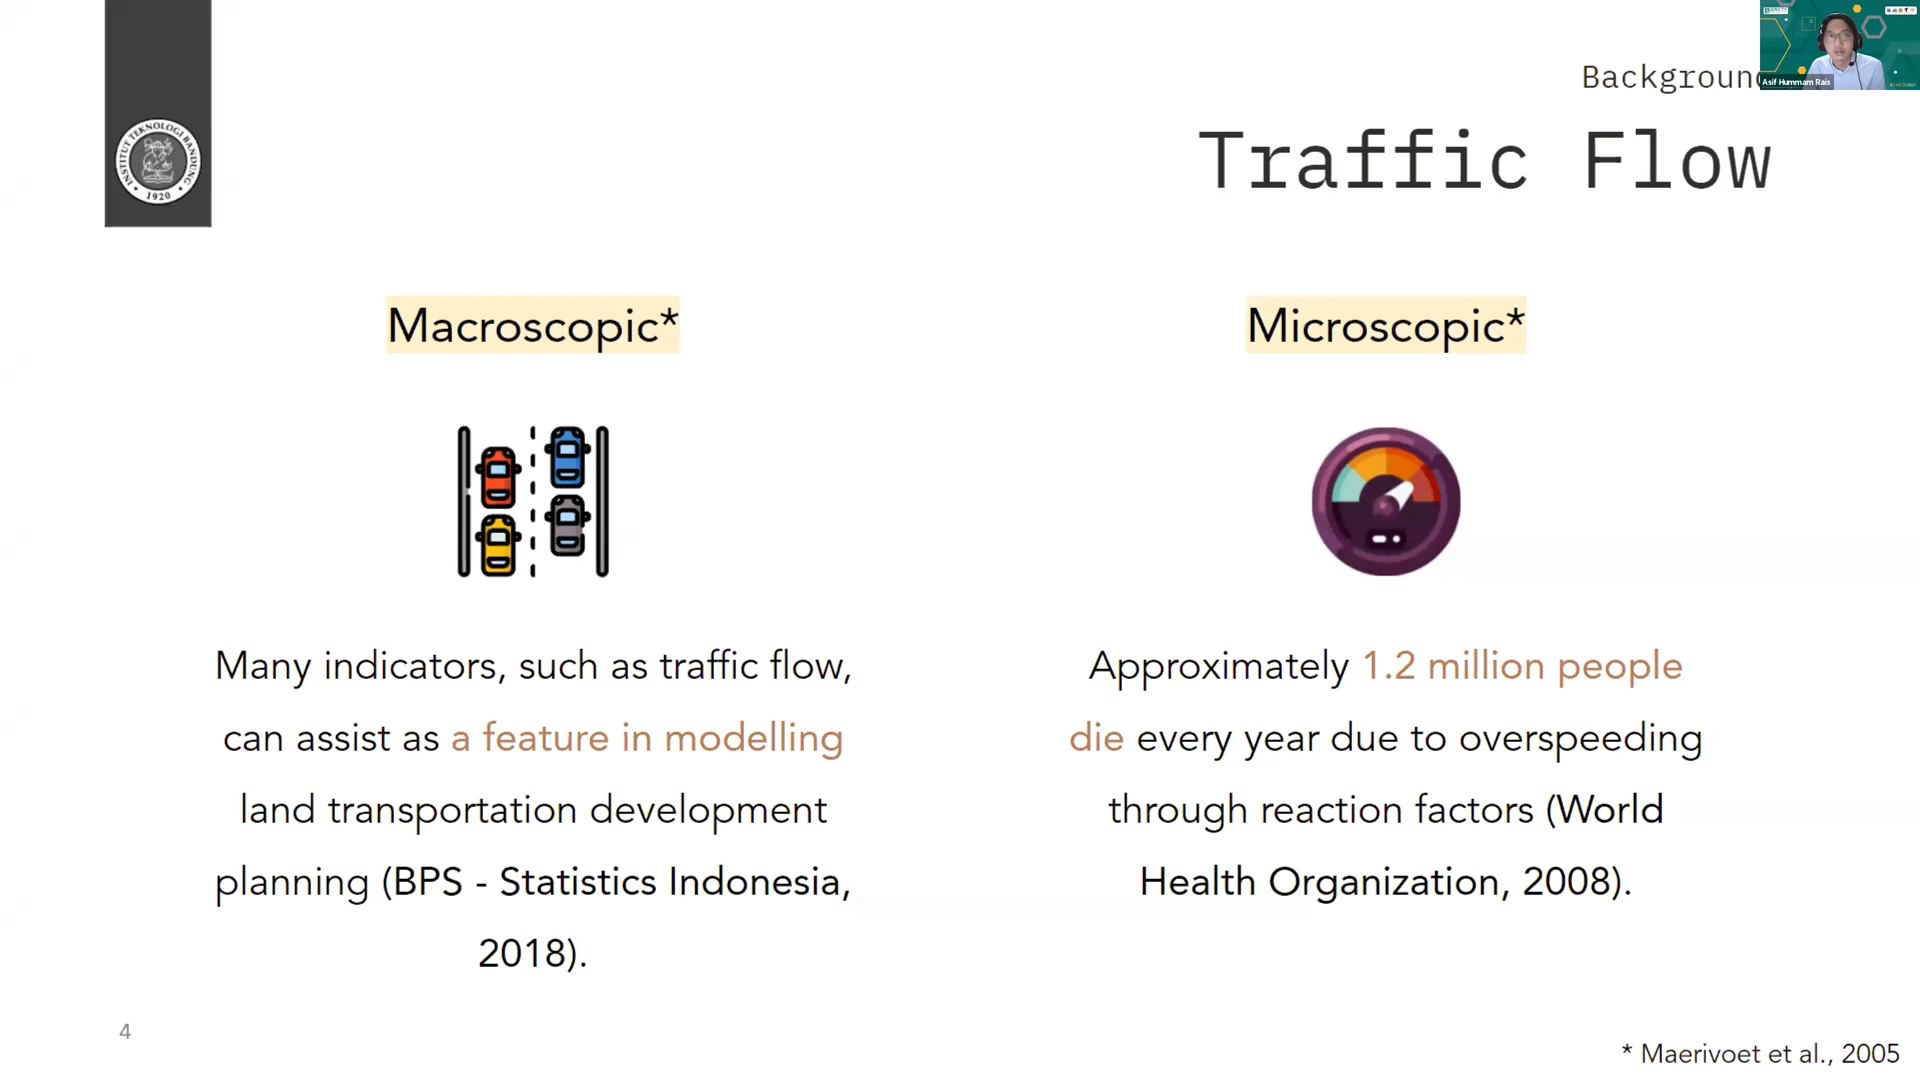 Background
Asif Hummam Rais
Traffic Flow
INSTITUT TEKNOLOGI BANDUNG
1920
Macroscopic*
Many indicators, such as traffic flow,
can assist as a feature in modelling
land transportation development
planning (BPS - Statistics Indonesia,
2018).
Microscopic*
Approximately 1.2 million people
die every year due to overspeeding
through reaction factors (World
Health Organization, 2008).
4
* Maerivoet et al., 2005